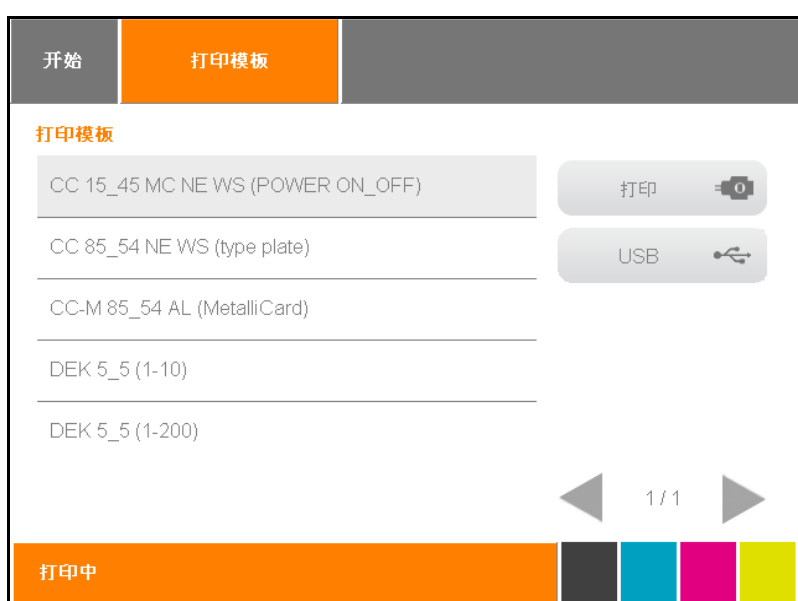 开始
打印模板
打印模板
CC 15_45 MC NE WS (POWER ON_OFF)
CC 85_54 NE WS (type plate)
CC-M 85_54 AL (MetalliCard)
DEK 5_5 (1-10)
DEK 5_5 (1-200)
打印
USB
1 / 1
打印中